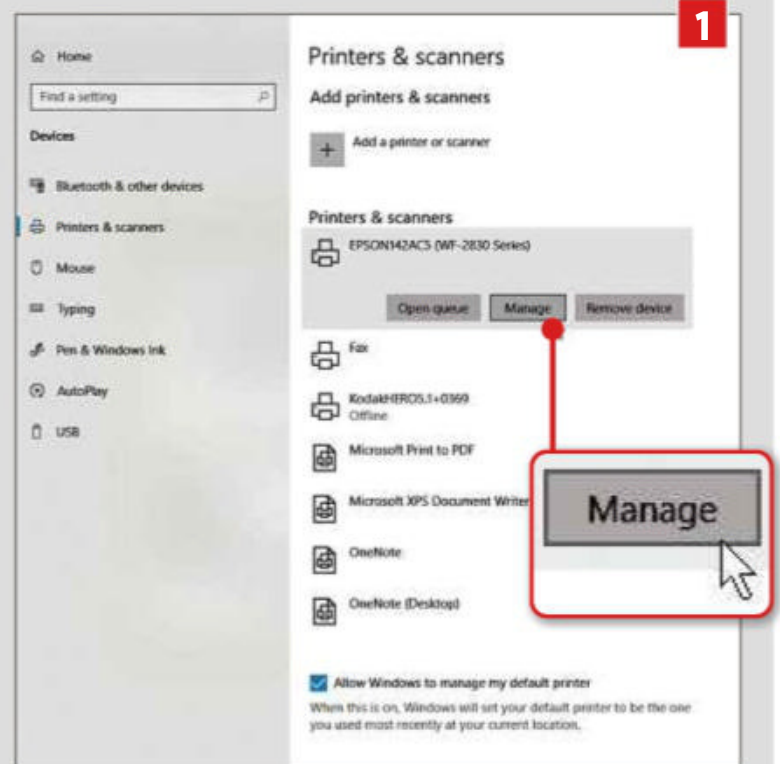 1
Home
Find a setting
Devices
Bluetooth & other devices
Printers & scanners
Mouse
Typing
Pen & Windows Ink
AutoPlay
USB
Printers & scanners
Add printers & scanners
Add a printer or scanner
Printers & scanners
EPSON142AC5 (WF-2830 Series)
Open queue Manage Remove device
Fax
KodakHERO5.1+0369
Offline
Microsoft Print to PDF
Microsoft XPS Document Writer
OneNote
OneNote (Desktop)
Manage
Allow Windows to manage my default printer
When this is on, Windows will set your default printer to be the one
you used most recently at your current location.